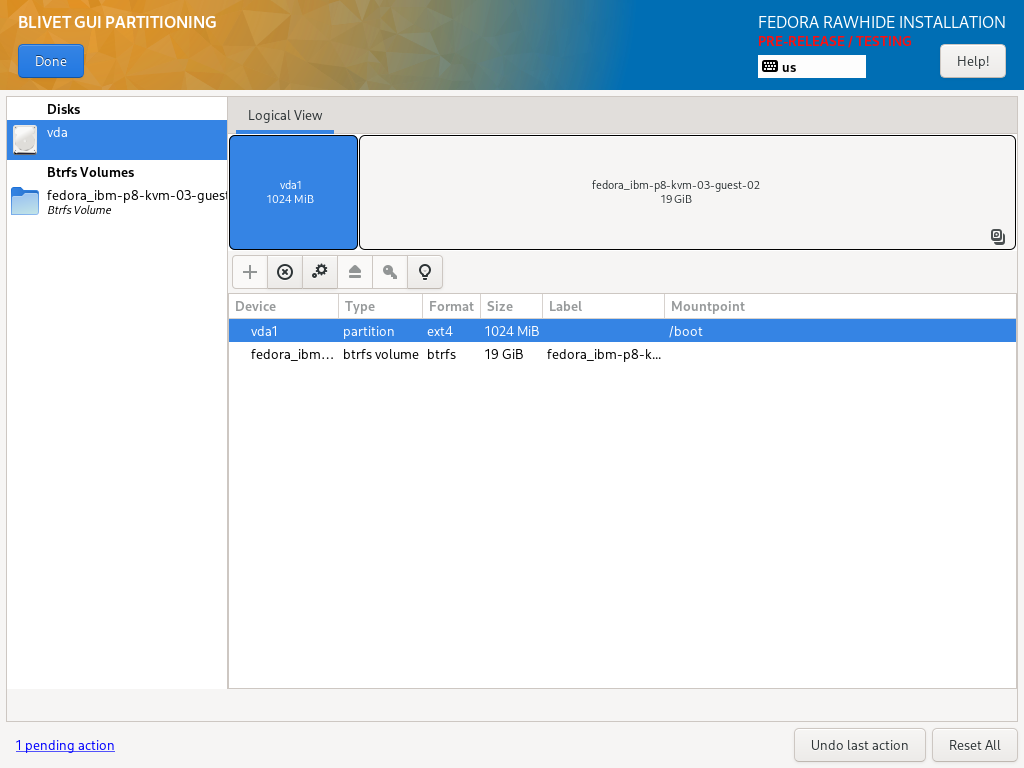 BLIVET GUI PARTITIONING
Done
FEDORA RAWHIDE INSTALLATION
PRE-RELEASE / TESTING
us
Help!
Disks
vda
Btrfs Volumes
fedora_ibm-p8-kvm-03-guest
Btrfs Volume
Logical View
vda1
1024 MiB
fedora_ibm-p8-kvm-03-guest-02
19 GiB
Device Type Format Size Label Mountpoint
vda1 partition ext4 1024 MiB /boot
fedora_ibm... btrfs volume btrfs 19 GiB fedora_ibm-p8-k...
1 pending action
Undo last action
Reset All